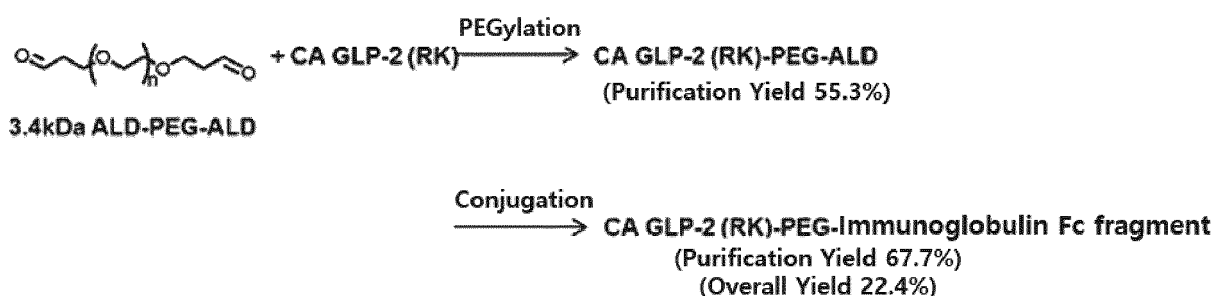 PEGylation
O O O O n + CA GLP-2 (RK) CA GLP-2 (RK)-PEG-ALD
(Purification Yield 55.3%)
3.4kDa ALD-PEG-ALD
Conjugation
CA GLP-2 (RK)-PEG-Immunoglobulin Fc fragment
(Purification Yield 67.7%)
(Overall Yield 22.4%)